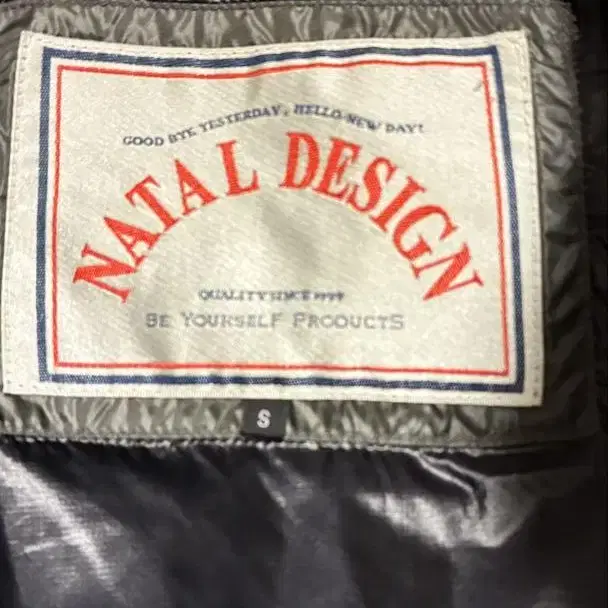 GOOD BYE YESTERDAY, HELLO NEW DAY!
NATAL DESIGN
QUALITY SINCE 1999
BE YOURSELF PRODUCTS
S